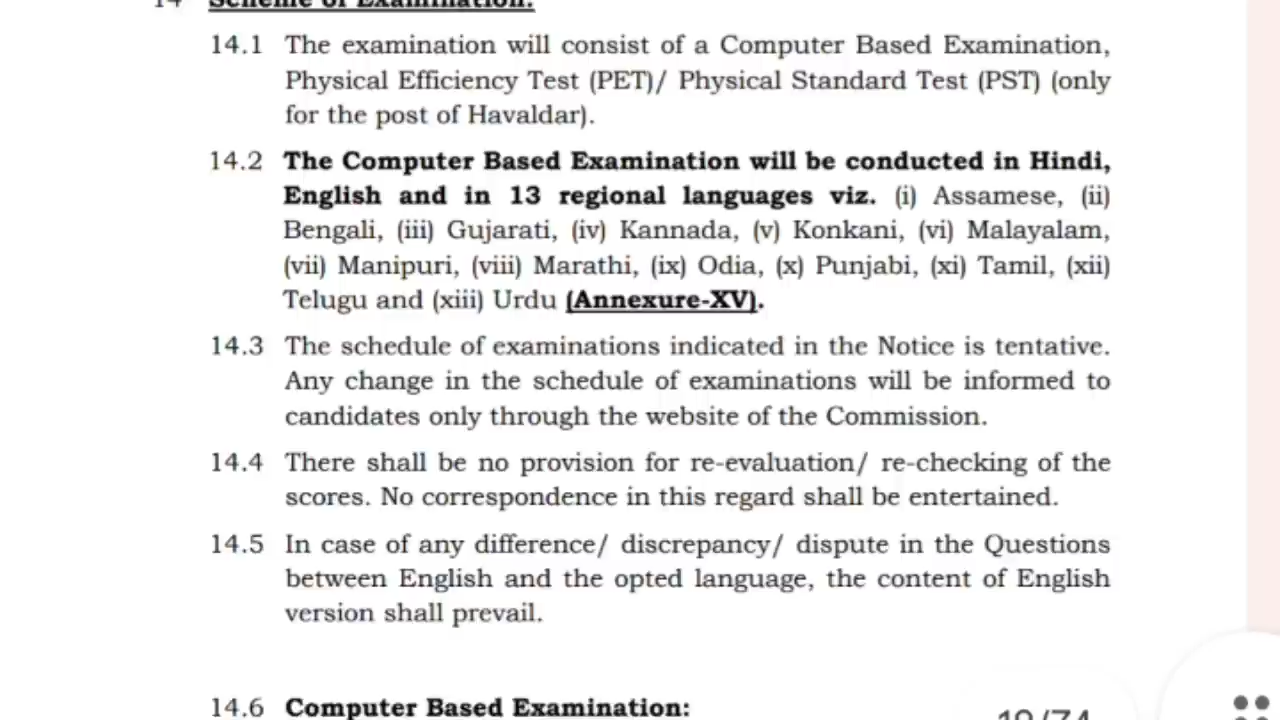 14 Scheme of Examination:
14.1 The examination will consist of a Computer Based Examination,
Physical Efficiency Test (PET)/ Physical Standard Test (PST) (only
for the post of Havaldar).
14.2 The Computer Based Examination will be conducted in Hindi,
English and in 13 regional languages viz. (i) Assamese, (ii)
Bengali, (iii) Gujarati, (iv) Kannada, (v) Konkani, (vi) Malayalam,
(vii) Manipuri, (viii) Marathi, (ix) Odia, (x) Punjabi, (xi) Tamil, (xii)
Telugu and (xiii) Urdu (Annexure-XV).
14.3 The schedule of examinations indicated in the Notice is tentative.
Any change in the schedule of examinations will be informed to
candidates only through the website of the Commission.
14.4 There shall be no provision for re-evaluation/ re-checking of the
scores. No correspondence in this regard shall be entertained.
14.5 In case of any difference/ discrepancy/ dispute in the Questions
between English and the opted language, the content of English
version shall prevail.
14.6 Computer Based Examination: